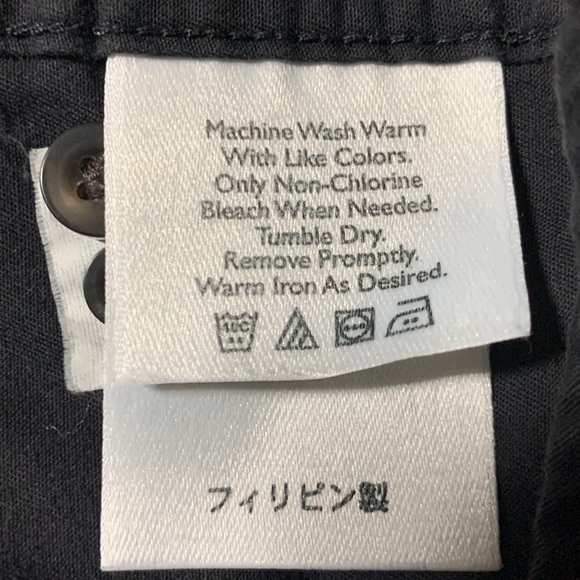 Machine Wash Warm
With Like Colors.
Only Non-Chlorine
Bleach When Needed.
Tumble Dry.
Remove Promptly.
Warm Iron As Desired.
フィリピン製